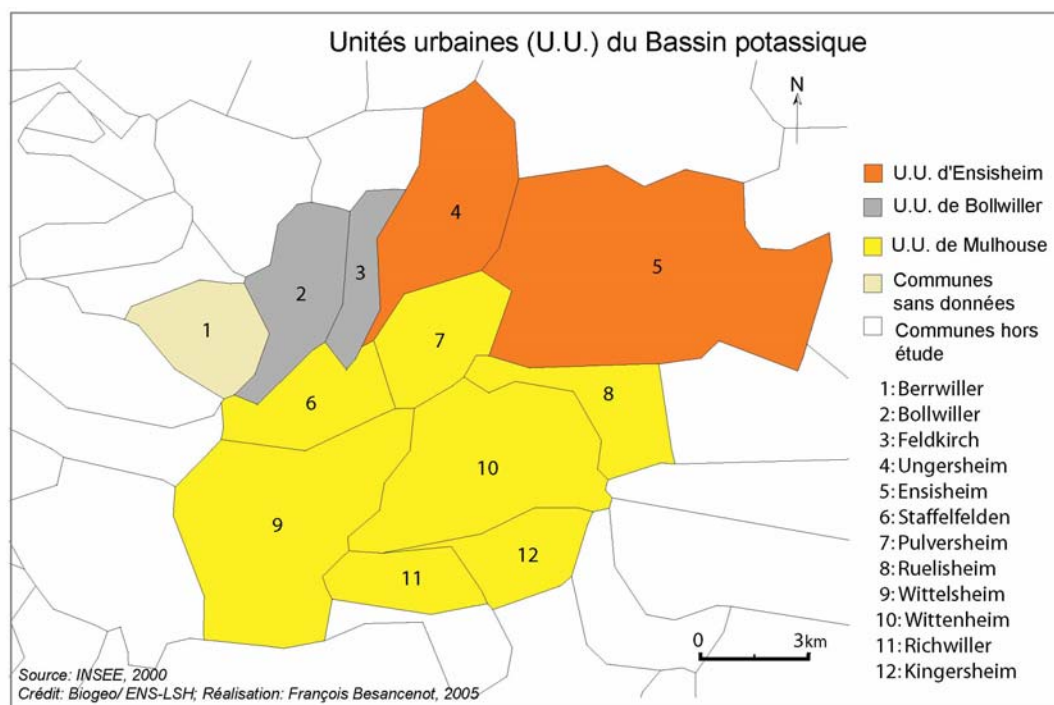 Unités urbaines (U.U.) du Bassin potassique
N
U.U. d'Ensisheim
U.U. de Bollwiller
U.U. de Mulhouse
Communes
sans données
Communes hors
étude
1
2
3
4
5
6
7
8
9
10
11
12
1: Berrwiller
2: Bollwiller
3: Feldkirch
4: Ungersheim
5: Ensisheim
6: Staffelfelden
7: Pulversheim
8: Ruelisheim
9: Wittelsheim
10: Wittenheim
11: Richwiller
12: Kingersheim
0 3km
Source: INSEE, 2000
Crédit: Biogeo/ ENS-LSH; Réalisation: François Besancenot, 2005